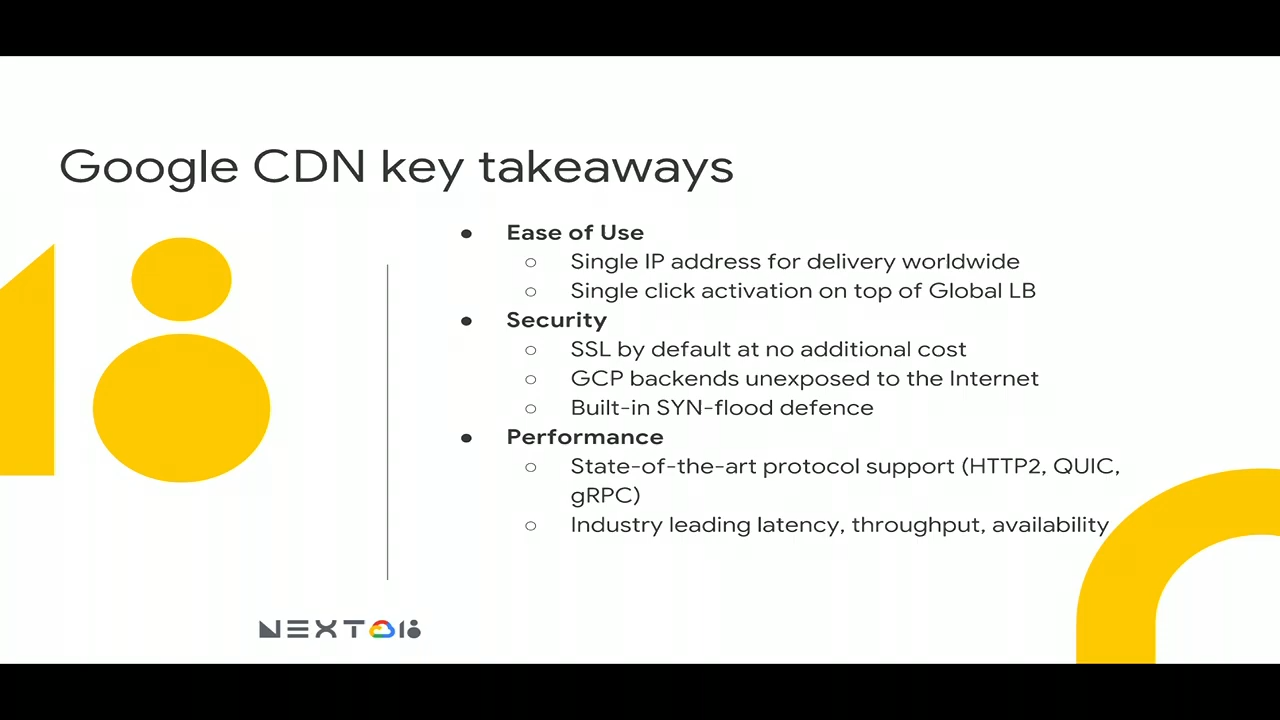 Google CDN key takeaways
● Ease of Use
○ Single IP address for delivery worldwide
○ Single click activation on top of Global LB
● Security
○ SSL by default at no additional cost
○ GCP backends unexposed to the Internet
○ Built-in SYN-flood defence
● Performance
○ State-of-the-art protocol support (HTTP2, QUIC,
gRPC)
○ Industry leading latency, throughput, availability
18
NEXT18